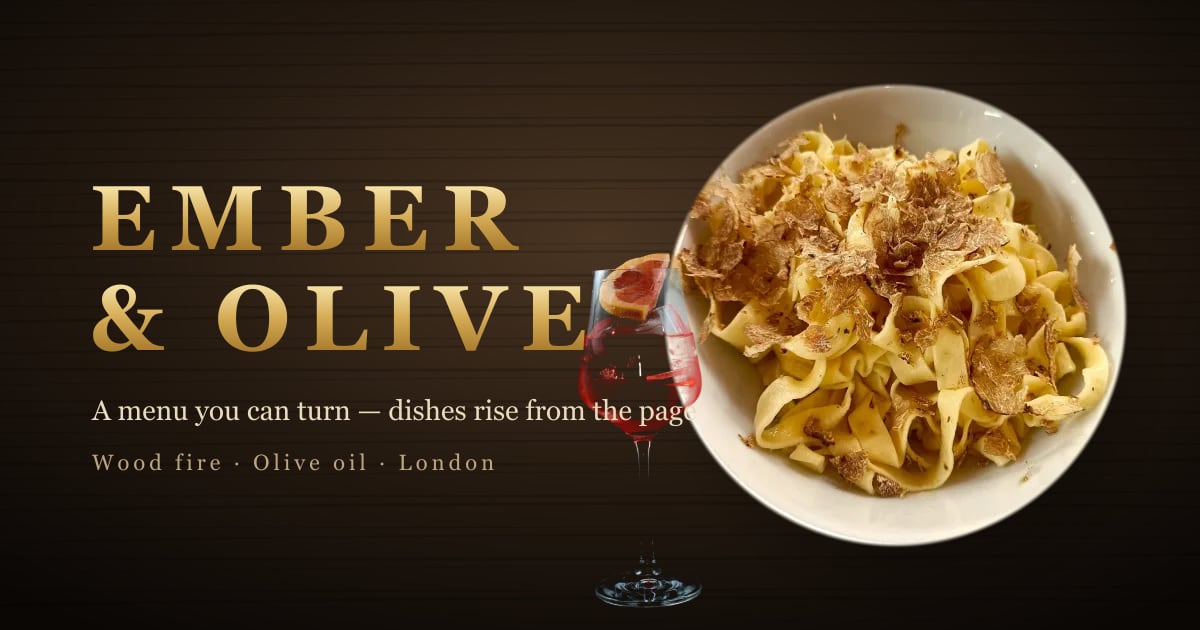 EMBER
& OLIVE
A menu you can turn — dishes rise from the page
Wood fire · Olive oil · London